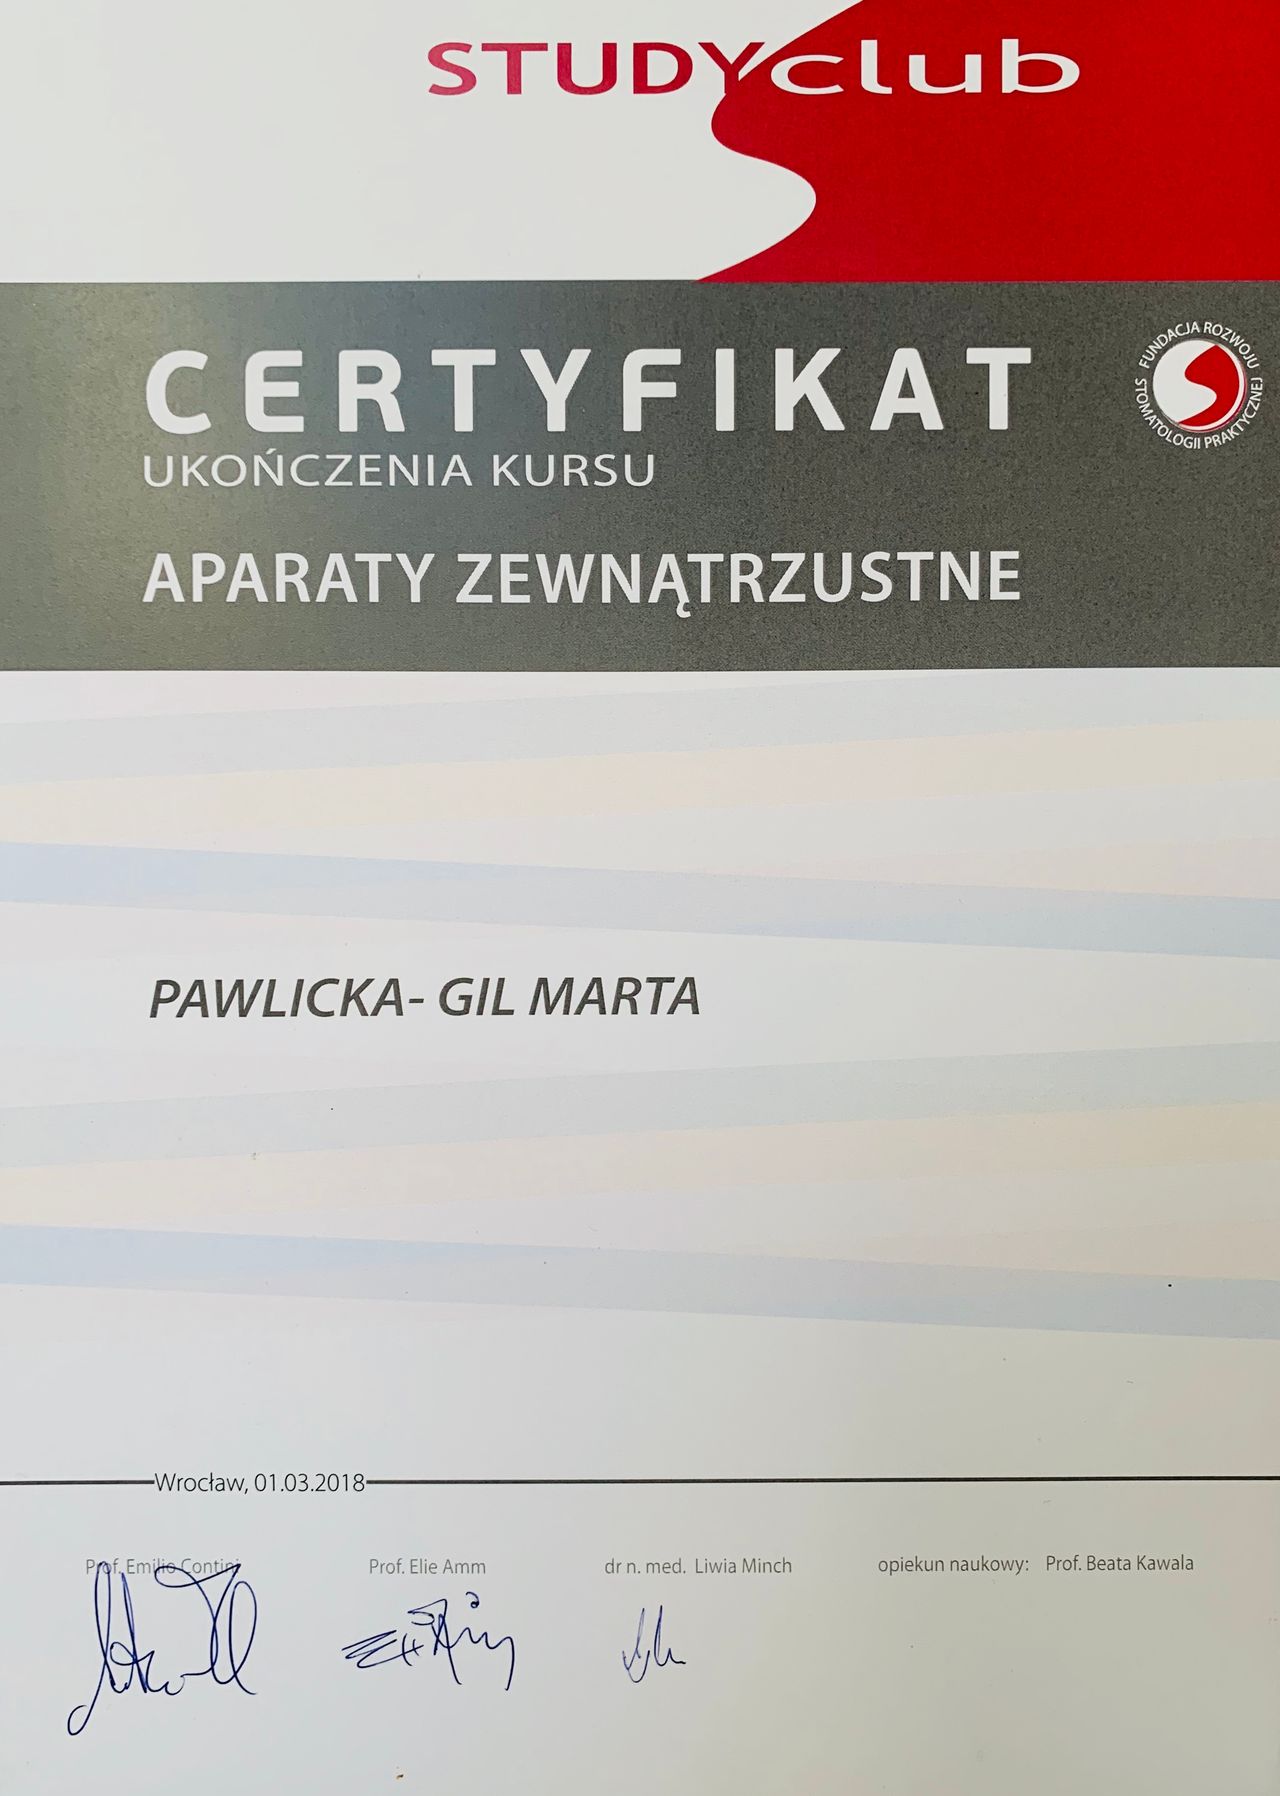 STUDYclub
CERTYFIKAT
FUNDACJA ROZWOJU STOMATOLOGII PRAKTYCZNEJ
UKOŃCZENIA KURSU
APARATY ZEWNĄTRZUSTNE
PAWLICKA- GIL MARTA
Wrocław, 01.03.2018
Prof. Emilio Contini
Prof. Elie Amm
dr n. med. Liwia Minch
opiekun naukowy: Prof. Beata Kawala